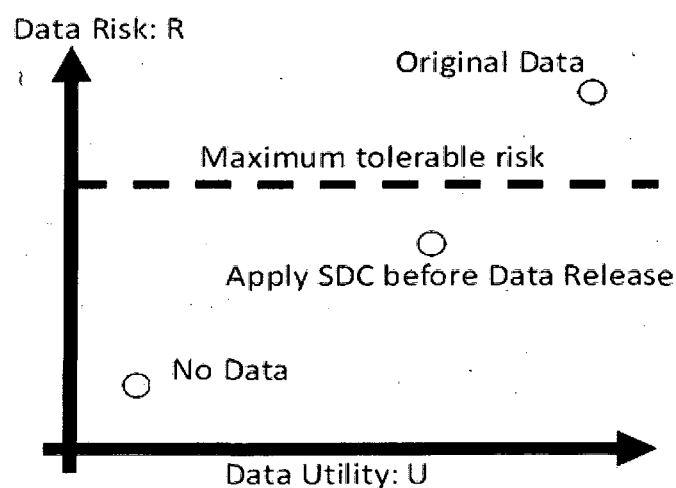 Data Risk: R
Original Data
Maximum tolerable risk
Apply SDC before Data Release
No Data
Data Utility: U